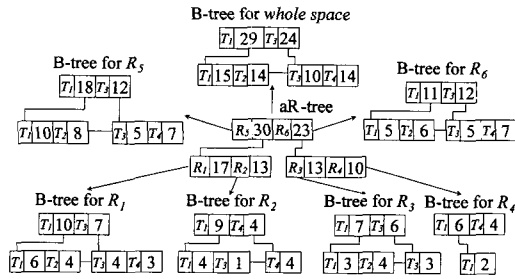 B-tree for whole space
T1 29 T3 24
T1 15 T2 14 T3 10 T4 14
B-tree for R5
T1 18 T3 12
T1 10 T2 8 T3 5 T4 7
aR-tree
R5 30 R6 23
R1 17 R2 13 R3 13 R4 10
B-tree for R6
T1 11 T3 12
T1 5 T2 6 T3 5 T4 7
B-tree for R1
T1 10 T3 7
T1 6 T2 4 T3 4 T4 3
B-tree for R2
T1 9 T4 4
T1 4 T3 1 T4 4
B-tree for R3
T1 7 T3 6
T1 3 T2 4 T3 3
B-tree for R4
T1 6 T4 4
T1 2